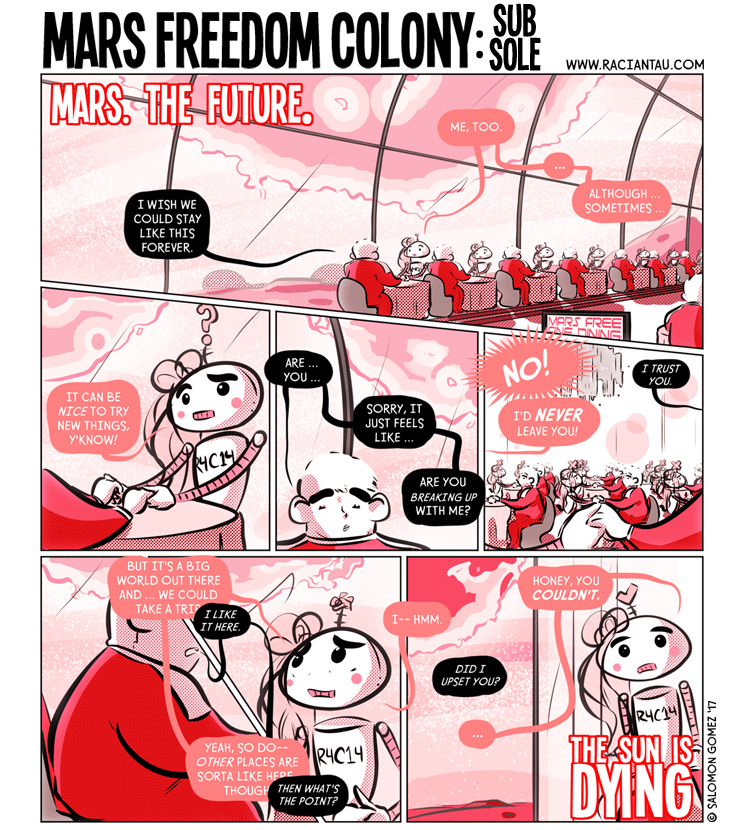 MARS FREEDOM COLONY: SUB
SOLE
WWW.RACIANTAU.COM
MARS. THE FUTURE.
I WISH WE
COULD STAY
LIKE THIS
FOREVER.
ME, TOO.
...
ALTHOUGH ...
SOMETIMES ...
MARS FREE
FINE DINING
?
IT CAN BE
NICE TO TRY
NEW THINGS,
Y'KNOW!
R4C14
ARE ...
YOU ...
SORRY, IT
JUST FEELS
LIKE ...
ARE YOU
BREAKING UP
WITH ME?
NO!
I'D NEVER
LEAVE YOU!
I TRUST
YOU.
BUT IT'S A BIG
WORLD OUT THERE
AND ... WE COULD
TAKE A TRI
I LIKE
IT HERE.
YEAH, SO DO--
OTHER PLACES ARE
SORTA LIKE HERE
THOUGH
THEN WHAT'S
THE POINT?
I-- HMM.
R4C14
DID I
UPSET YOU?
...
HONEY, YOU
COULDN'T.
R4C14
THE SUN IS
DYING
© SALOMON GOMEZ '17